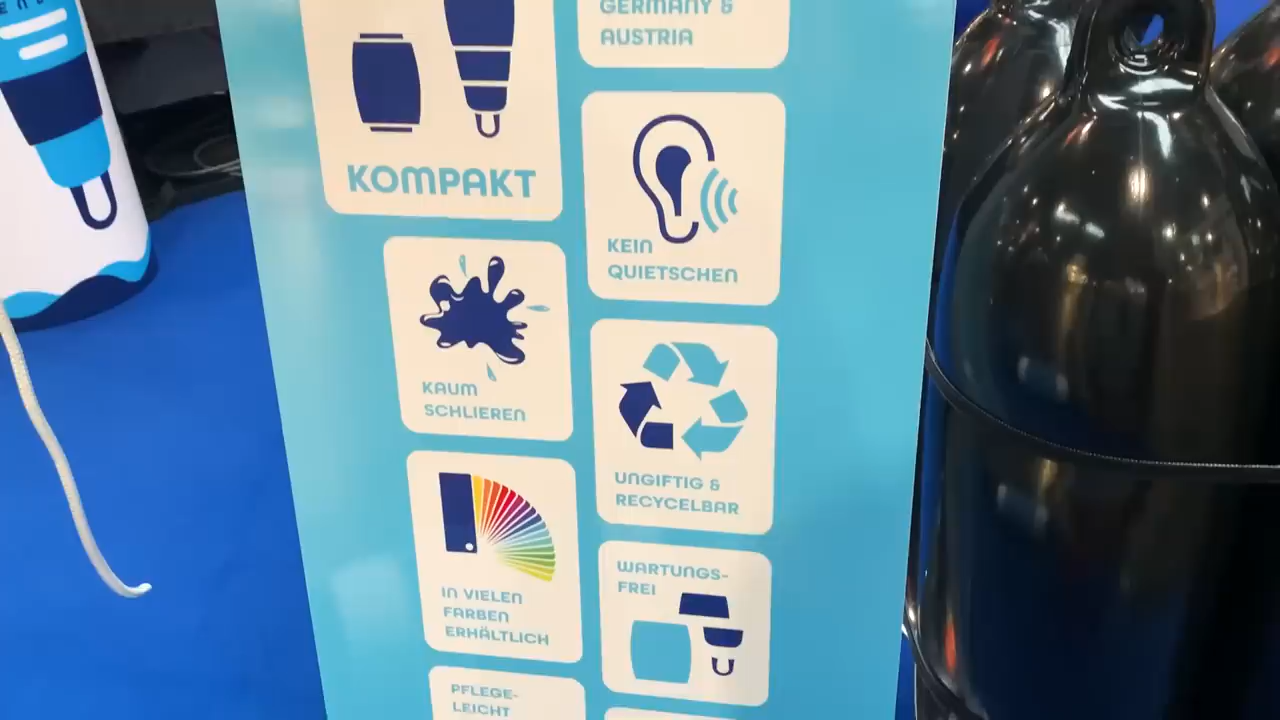 GERMANY &
AUSTRIA
KOMPAKT
KEIN
QUIETSCHEN
KAUM
SCHLIEREN
UNGIFTIG &
RECYCELBAR
IN VIELEN
FARBEN
ERHÄLTLICH
WARTUNGS-
FREI
PFLEGE-
LEICHT